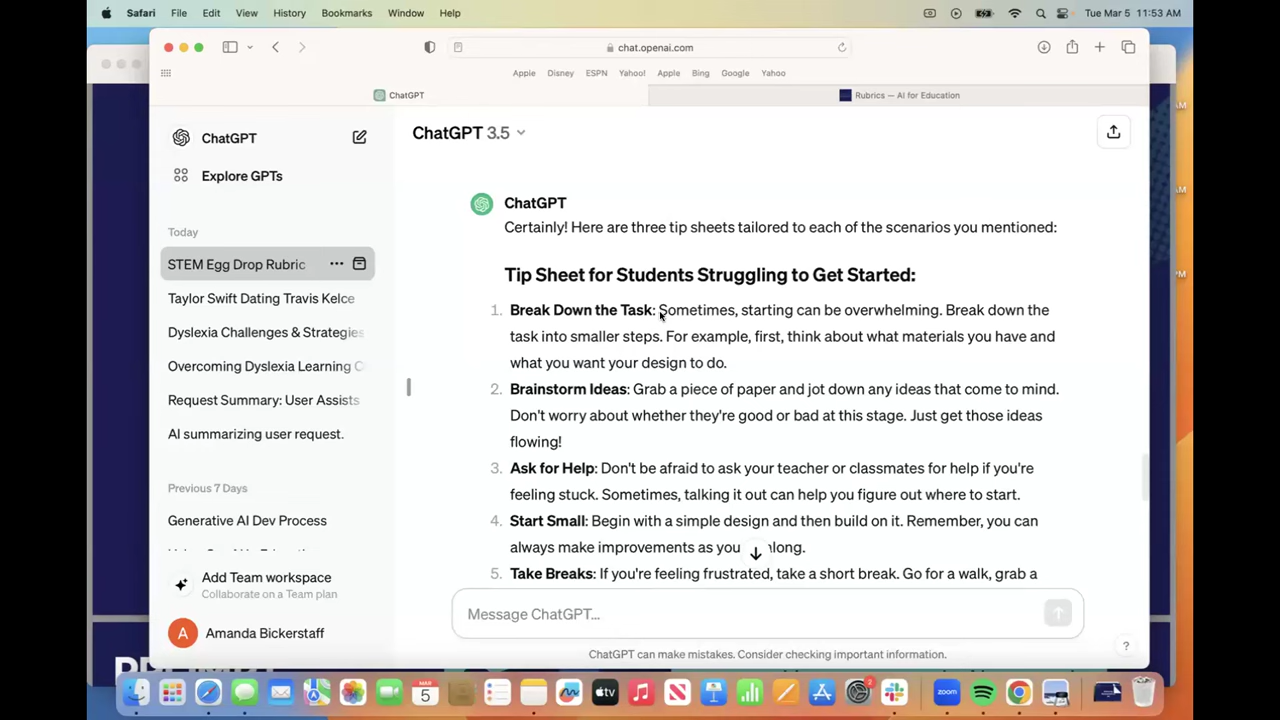 Safari File Edit View History Bookmarks Window Help Tue Mar 5 11:53 AM
chat.openai.com
Apple Disney ESPN Yahoo! Apple Bing Google Yahoo
ChatGPT Rubrics — AI for Education
ChatGPT
Explore GPTs
Today
STEM Egg Drop Rubric
Taylor Swift Dating Travis Kelce
Dyslexia Challenges & Strategies
Overcoming Dyslexia Learning
Request Summary: User Assists
AI summarizing user request.
Previous 7 Days
Generative AI Dev Process
Add Team workspace
Collaborate on a Team plan
A Amanda Bickerstaff
ChatGPT 3.5
ChatGPT
Certainly! Here are three tip sheets tailored to each of the scenarios you mentioned:
Tip Sheet for Students Struggling to Get Started:
1. Break Down the Task: Sometimes, starting can be overwhelming. Break down the
task into smaller steps. For example, first, think about what materials you have and
what you want your design to do.
2. Brainstorm Ideas: Grab a piece of paper and jot down any ideas that come to mind.
Don't worry about whether they're good or bad at this stage. Just get those ideas
flowing!
3. Ask for Help: Don't be afraid to ask your teacher or classmates for help if you're
feeling stuck. Sometimes, talking it out can help you figure out where to start.
4. Start Small: Begin with a simple design and then build on it. Remember, you can
always make improvements as you along.
5. Take Breaks: If you're feeling frustrated, take a short break. Go for a walk, grab a
Message ChatGPT...
ChatGPT can make mistakes. Consider checking important information.
?
AM
AM
PM
MAR
5
2
zoom